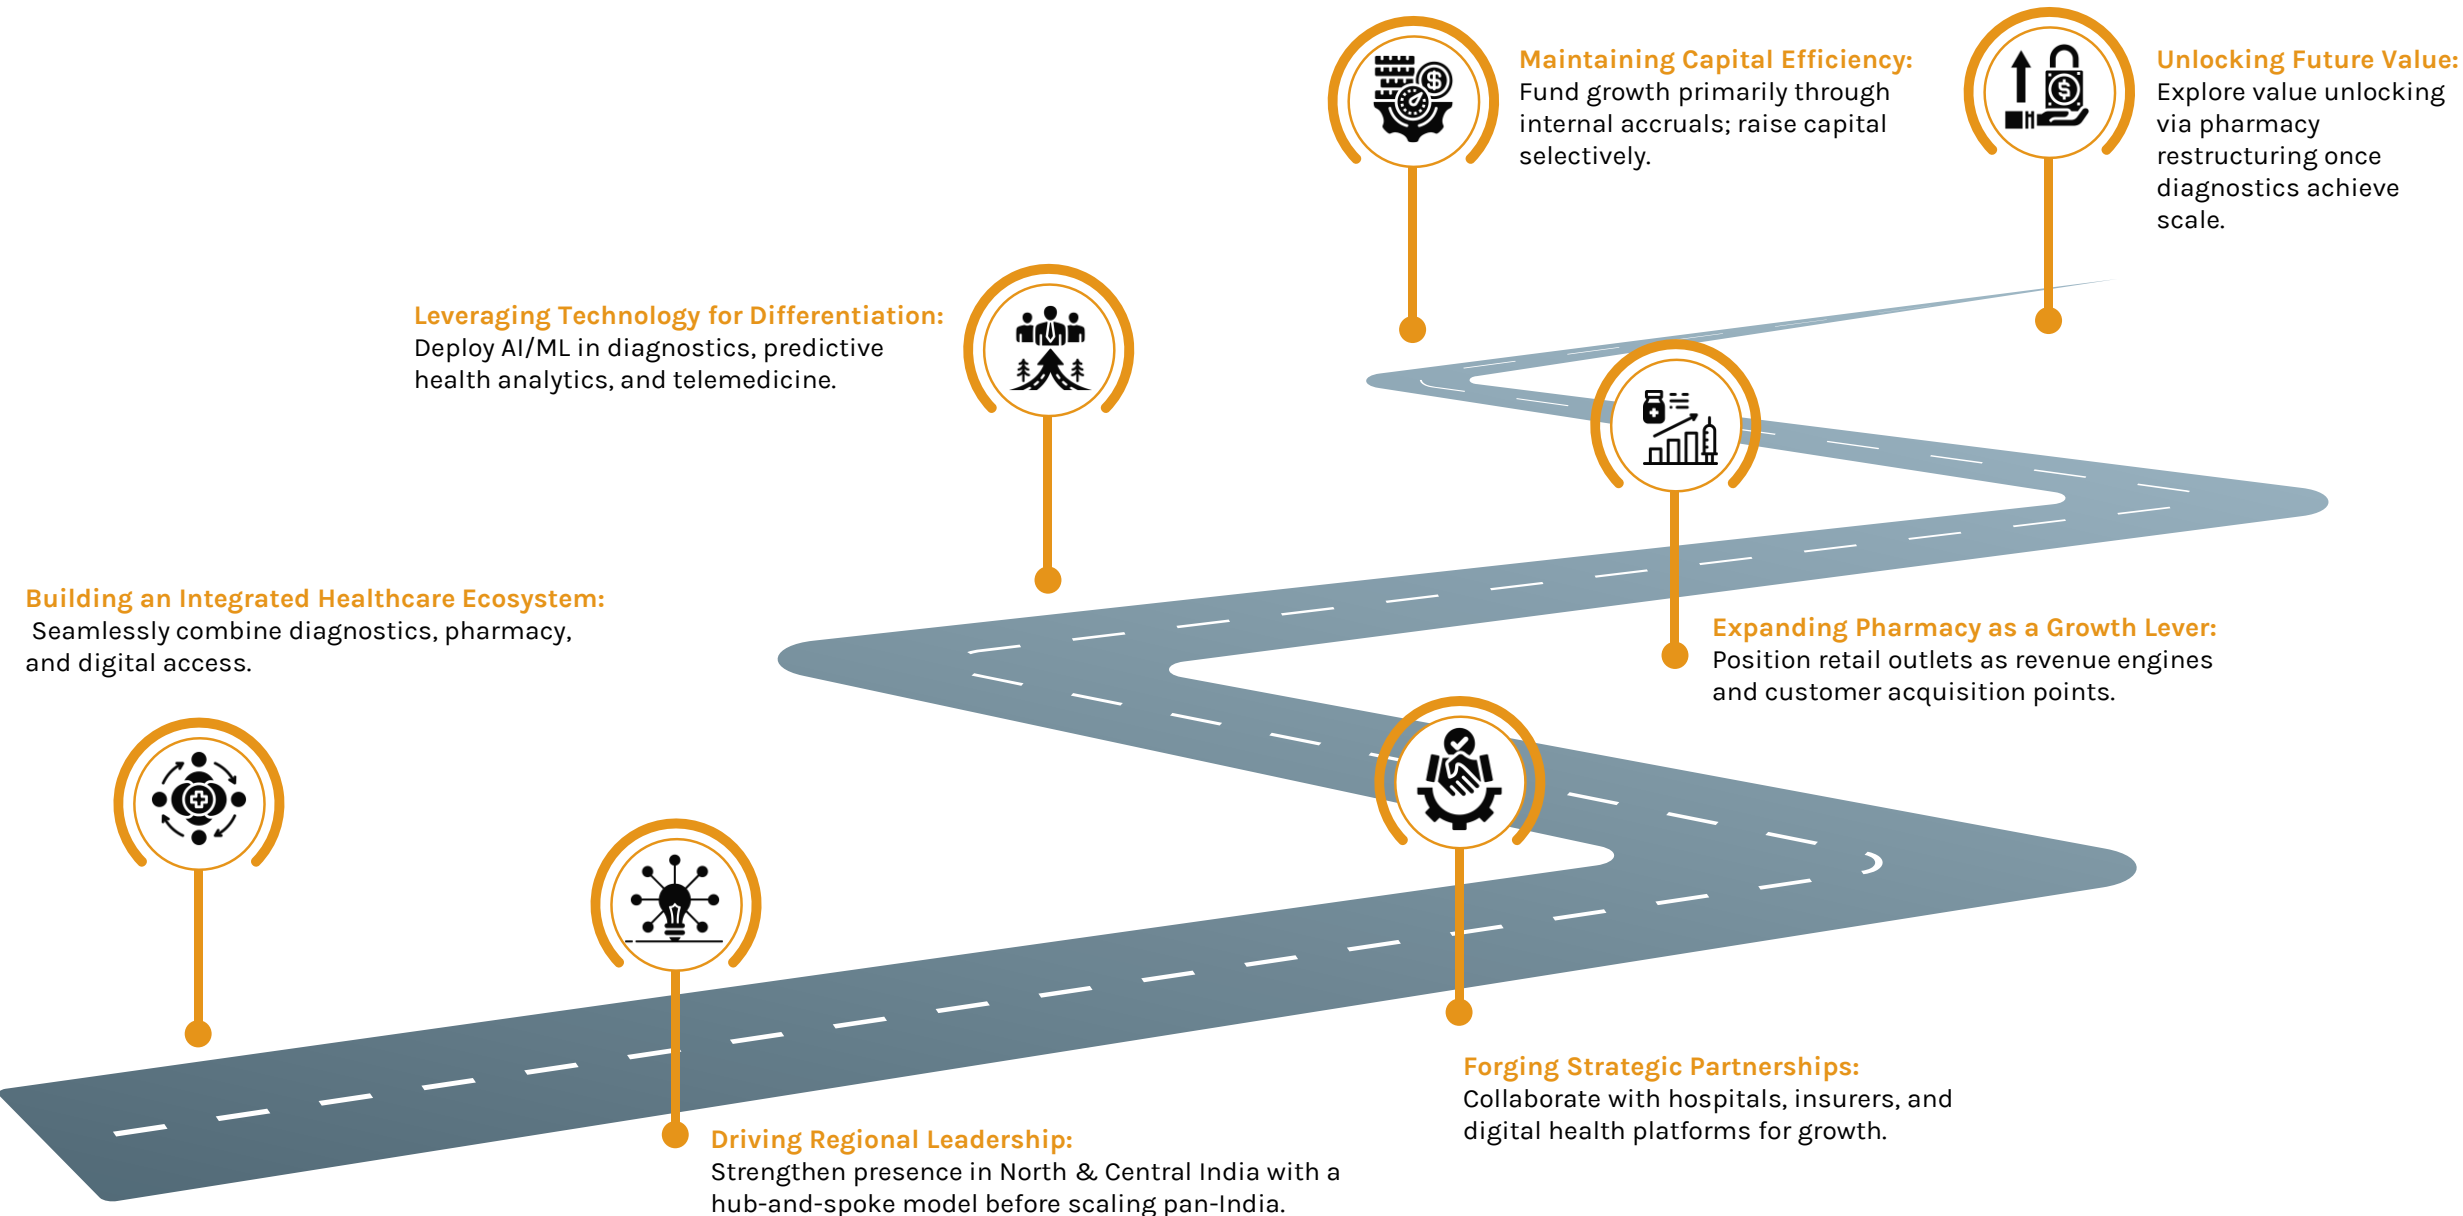 Maintaining Capital Efficiency:
Fund growth primarily through
internal accruals; raise capital
selectively.
Unlocking Future Value:
Explore value unlocking
via pharmacy
restructuring once
diagnostics achieve
scale.
Leveraging Technology for Differentiation:
Deploy AI/ML in diagnostics, predictive
health analytics, and telemedicine.
Building an Integrated Healthcare Ecosystem:
Seamlessly combine diagnostics, pharmacy,
and digital access.
Expanding Pharmacy as a Growth Lever:
Position retail outlets as revenue engines
and customer acquisition points.
Forging Strategic Partnerships:
Collaborate with hospitals, insurers, and
digital health platforms for growth.
Driving Regional Leadership:
Strengthen presence in North & Central India with a
hub-and-spoke model before scaling pan-India.